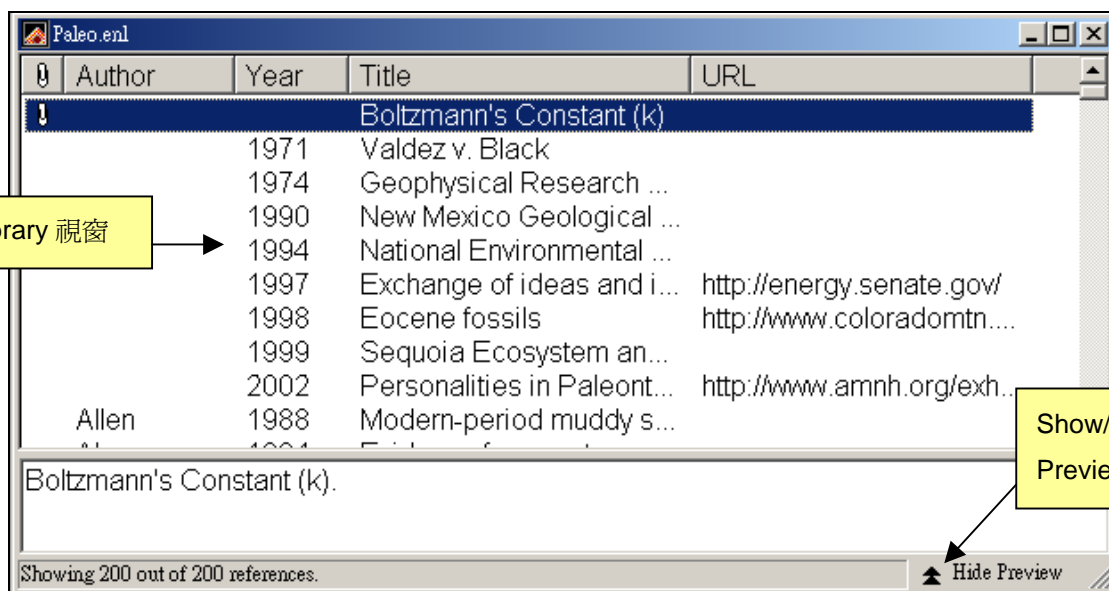 Paleo.enl
Author Year Title URL
Boltzmann's Constant (k)
1971 Valdez v. Black
1974 Geophysical Research ...
1990 New Mexico Geological ...
brary 視窗
1994 National Environmental ...
1997 Exchange of ideas and i... http://energy.senate.gov/
1998 Eocene fossils http://www.coloradomtn....
1999 Sequoia Ecosystem an...
2002 Personalities in Paleont... http://www.amnh.org/exh...
Allen 1988 Modern-period muddy s...
Show/
Previe
Boltzmann's Constant (k).
Showing 200 out of 200 references. Hide Preview